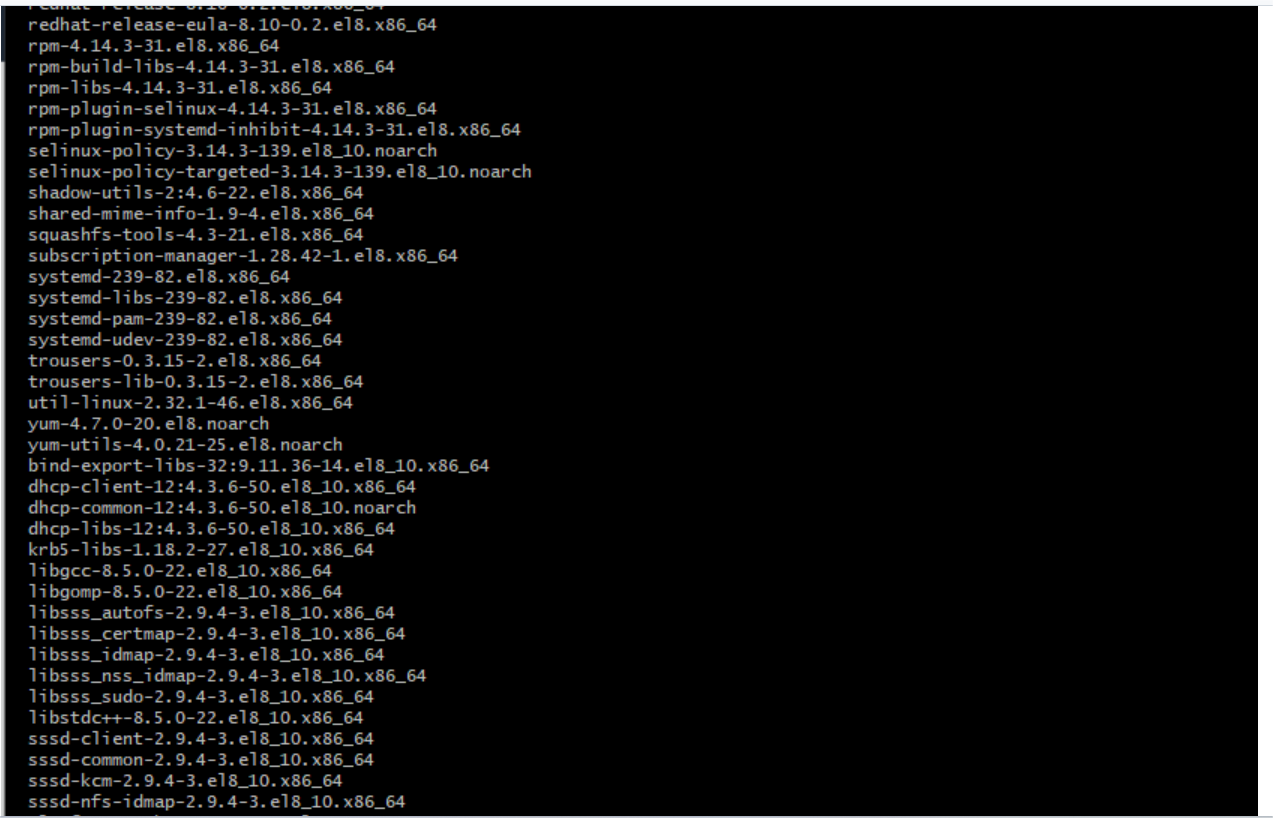 redhat-release-eula-8.10-0.2.el8.x86_64
rpm-4.14.3-31.el8.x86_64
rpm-build-libs-4.14.3-31.el8.x86_64
rpm-libs-4.14.3-31.el8.x86_64
rpm-plugin-selinux-4.14.3-31.el8.x86_64
rpm-plugin-systemd-inhibit-4.14.3-31.el8.x86_64
selinux-policy-3.14.3-139.el8_10.noarch
selinux-policy-targeted-3.14.3-139.el8_10.noarch
shadow-utils-2:4.6-22.el8.x86_64
shared-mime-info-1.9-4.el8.x86_64
squashfs-tools-4.3-21.el8.x86_64
subscription-manager-1.28.42-1.el8.x86_64
systemd-239-82.el8.x86_64
systemd-libs-239-82.el8.x86_64
systemd-pam-239-82.el8.x86_64
systemd-udev-239-82.el8.x86_64
trousers-0.3.15-2.el8.x86_64
trousers-lib-0.3.15-2.el8.x86_64
util-linux-2.32.1-46.el8.x86_64
yum-4.7.0-20.el8.noarch
yum-utils-4.0.21-25.el8.noarch
bind-export-libs-32:9.11.36-14.el8_10.x86_64
dhcp-client-12:4.3.6-50.el8_10.x86_64
dhcp-common-12:4.3.6-50.el8_10.noarch
dhcp-libs-12:4.3.6-50.el8_10.x86_64
krb5-libs-1.18.2-27.el8_10.x86_64
libgcc-8.5.0-22.el8_10.x86_64
libgomp-8.5.0-22.el8_10.x86_64
libsss_autofs-2.9.4-3.el8_10.x86_64
libsss_certmap-2.9.4-3.el8_10.x86_64
libsss_idmap-2.9.4-3.el8_10.x86_64
libsss_nss_idmap-2.9.4-3.el8_10.x86_64
libsss_sudo-2.9.4-3.el8_10.x86_64
libstdc++-8.5.0-22.el8_10.x86_64
sssd-client-2.9.4-3.el8_10.x86_64
sssd-common-2.9.4-3.el8_10.x86_64
sssd-kcm-2.9.4-3.el8_10.x86_64
sssd-nfs-idmap-2.9.4-3.el8_10.x86_64